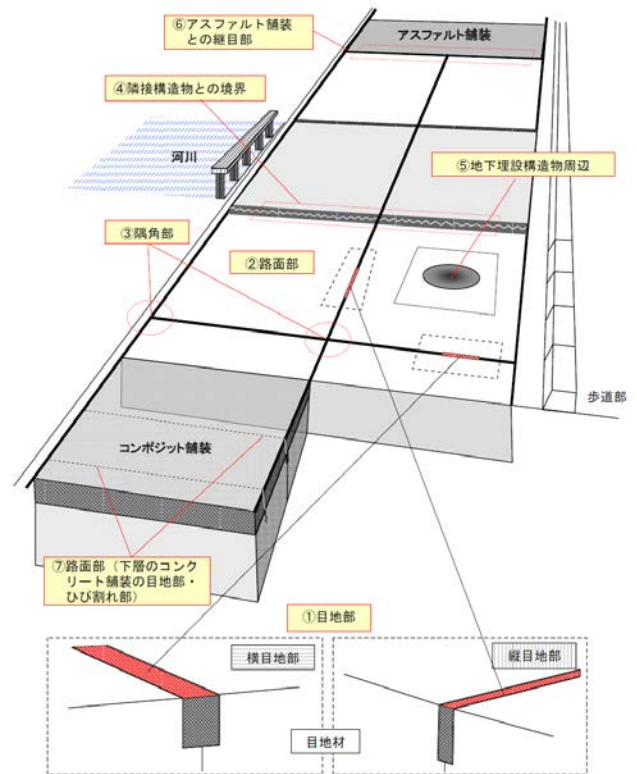 ⑥アスファルト舗装
との継目部
アスファルト舗装
④隣接構造物との境界
河川
⑤地下埋設構造物周辺
③隅角部
②路面部
歩道部
コンポジット舗装
⑦路面部（下層のコンク
リート舗装の目地部・
ひび割れ部）
①目地部
横目地部
縦目地部
目地材